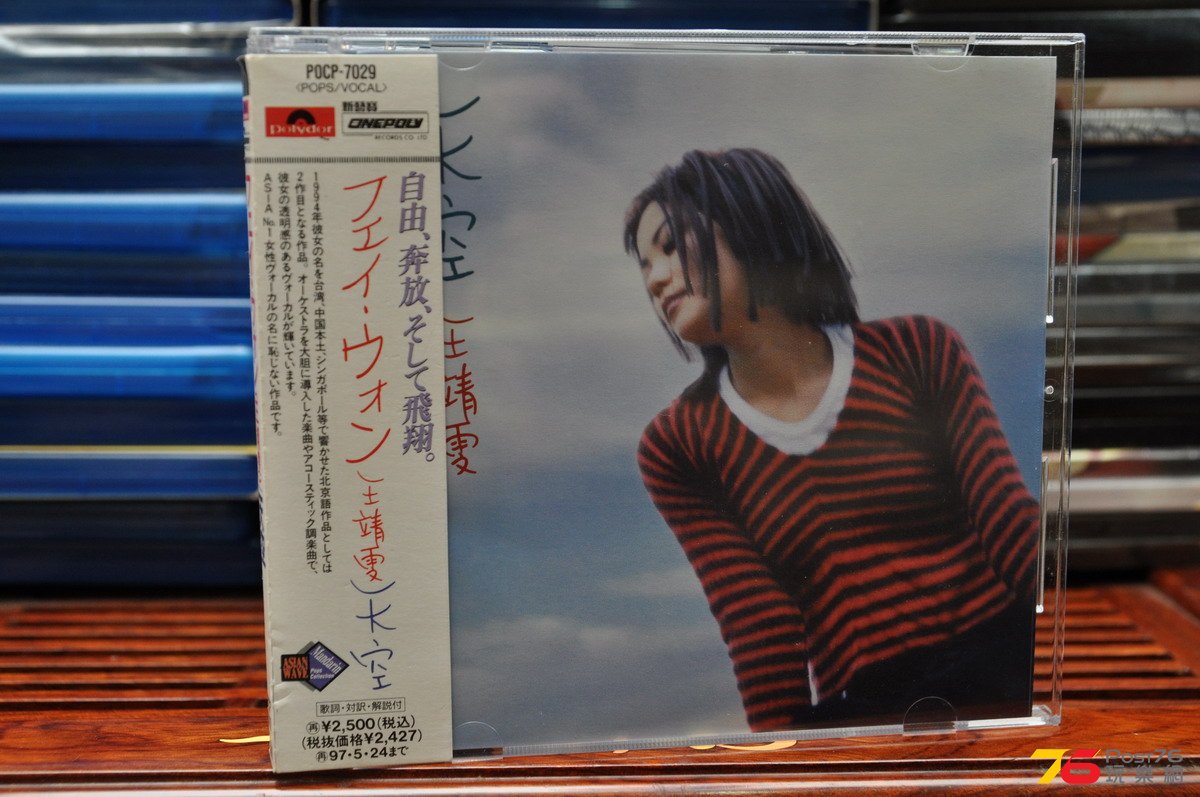 POCP-7029
〈POPS/VOCAL〉
polydor
新藝寶
CINEPOLY
RECORDS CO. LTD
自由、奔放、そして飛翔。
フェイ・ウォン(王靖雯)天空
1994年彼女の名を台湾、中国本土、シンガポール等で響かせた北京語作品としては
2作目となる作品。オーケストラを大胆に導入した楽曲やアコースティック調楽曲で、
彼女の透明感のあるヴォーカルが輝いています。
ASIA No.1女性ヴォーカルの名に恥じない作品です。
ASIAN
WAVE
Mandarin
Pops
Collection
歌詞・対訳・解説付
再¥2,500(税込)
(税抜価格¥2,427)
再97・5・24まで
天空 王靖雯
76
Post76
玩樂網